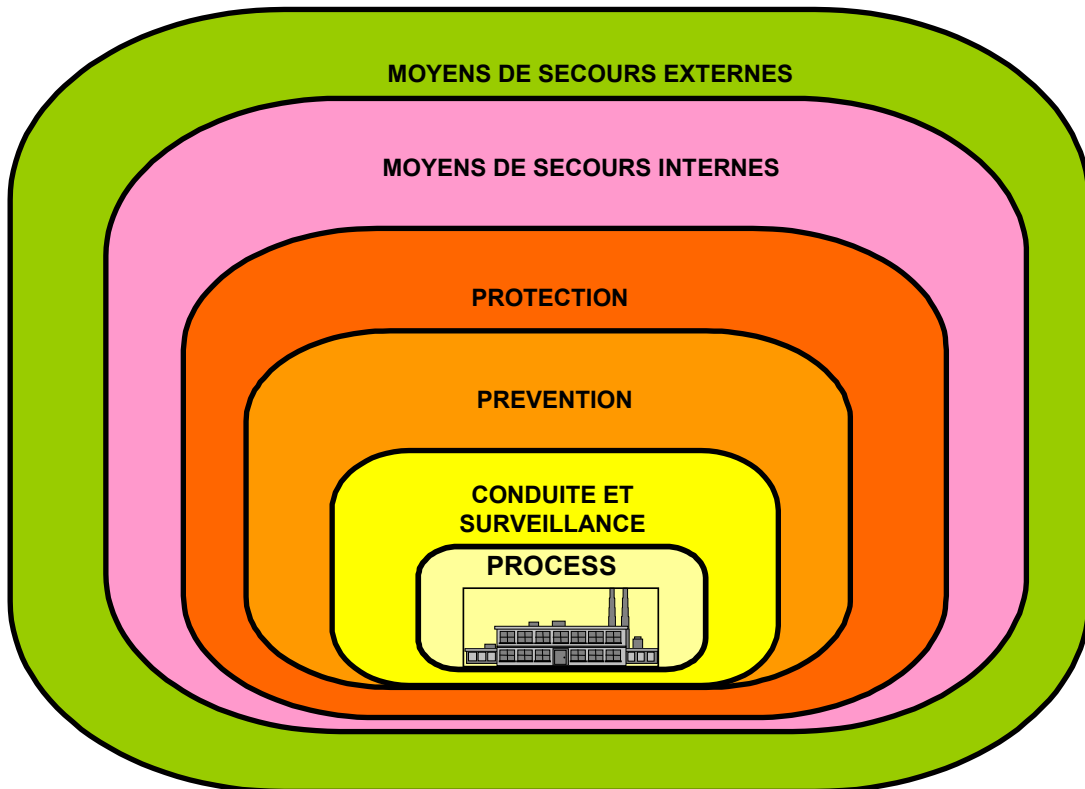 MOYENS DE SECOURS EXTERNES
MOYENS DE SECOURS INTERNES
PROTECTION
PREVENTION
CONDUITE ET
SURVEILLANCE
PROCESS